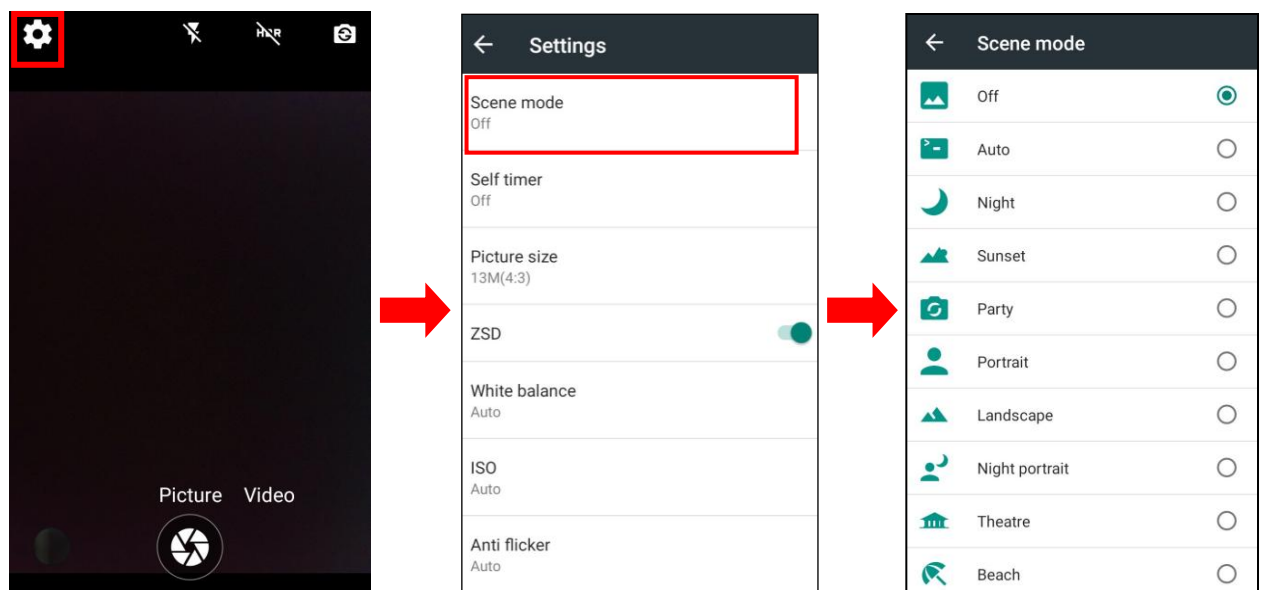 HDR
Picture Video
Settings
Scene mode
Off
Self timer
Off
Picture size
13M(4:3)
ZSD
White balance
Auto
ISO
Auto
Anti flicker
Auto
Scene mode
Off
Auto
Night
Sunset
Party
Portrait
Landscape
Night portrait
Theatre
Beach